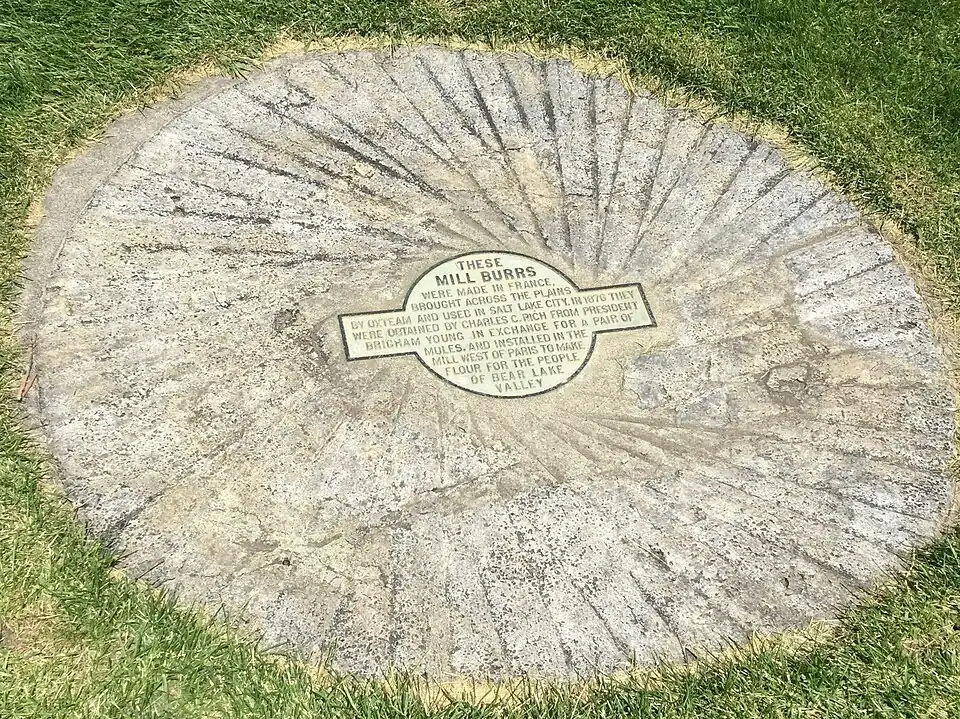 THESE
MILL BURRS
WERE MADE IN FRANCE,
BROUGHT ACROSS THE PLAINS
BY OXTEAM AND USED IN SALT LAKE CITY. IN 1876 THEY
WERE OBTAINED BY CHARLES C. RICH FROM PRESIDENT
BRIGHAM YOUNG IN EXCHANGE FOR A PAIR OF
MULES, AND INSTALLED IN THE
MILL WEST OF PARIS TO MAKE
FLOUR FOR THE PEOPLE
OF BEAR LAKE
VALLEY